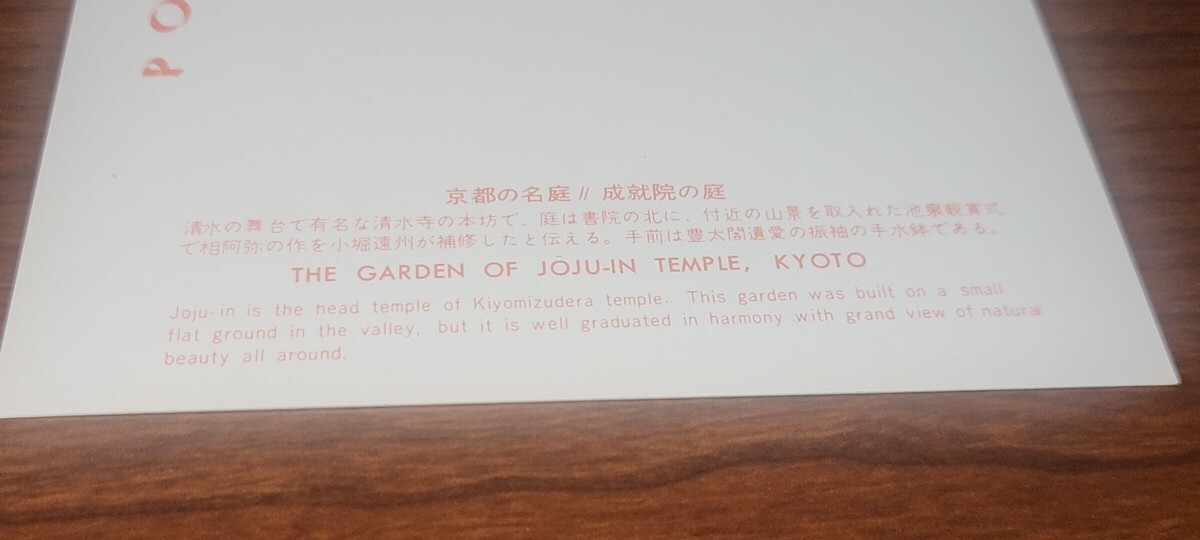 PO
京都の名庭 // 成就院の庭
清水の舞台で有名な清水寺の本坊で、庭は書院の北に、付近の山景を取入れた池泉観賞式
で相阿弥の作を小堀遠州が補修したと伝える。手前は豊太閤遺愛の振袖の手水鉢である。
THE GARDEN OF JŌJU-IN TEMPLE, KYOTO
Joju-in is the head temple of Kiyomizudera temple. This garden was built on a small
flat ground in the valley, but it is well graduated in harmony with grand view of natural
beauty all around.